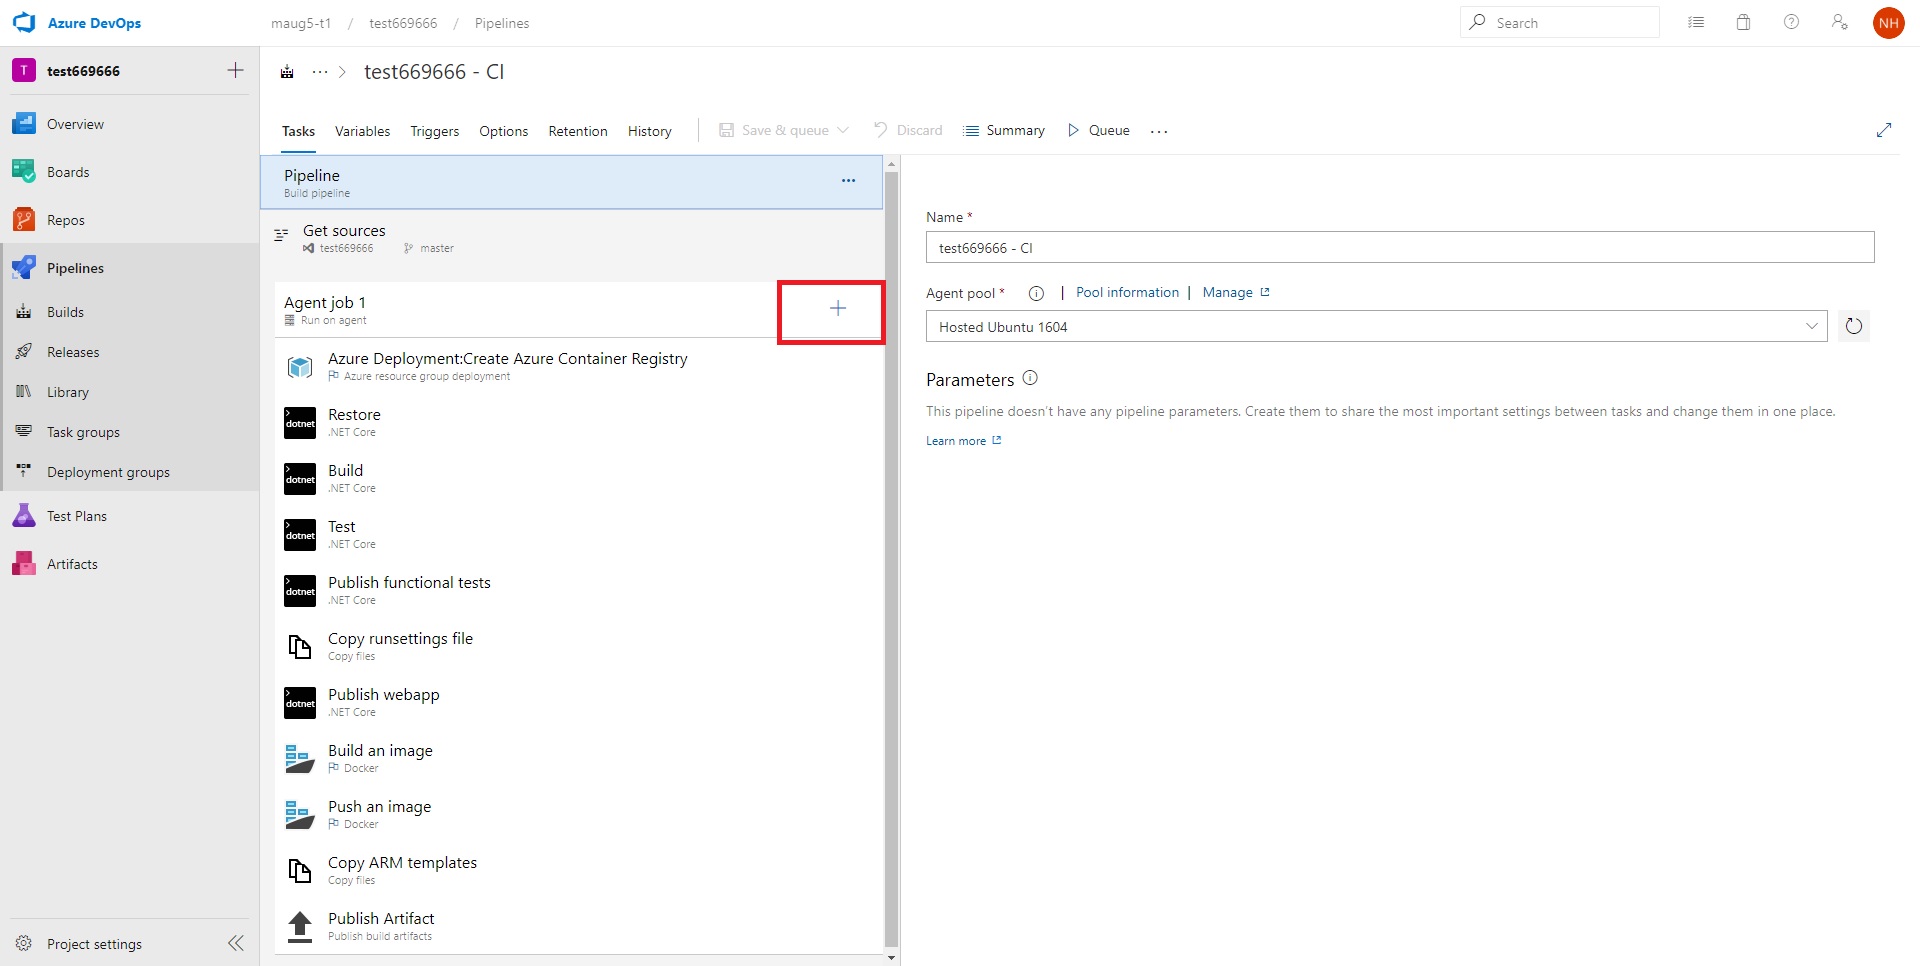 Azure DevOps
maug5-t1 / test669666 / Pipelines
Search
NH
T
test669666
test669666 - CI
Overview
Boards
Repos
Pipelines
Builds
Releases
Library
Task groups
Deployment groups
Test Plans
Artifacts
Project settings
Tasks Variables Triggers Options Retention History
Save & queue Discard Summary Queue
Pipeline
Build pipeline
Get sources
test669666 master
Agent job 1
Run on agent
Azure Deployment:Create Azure Container Registry
Azure resource group deployment
dotnet
Restore
.NET Core
dotnet
Build
.NET Core
dotnet
Test
.NET Core
dotnet
Publish functional tests
.NET Core
Copy runsettings file
Copy files
dotnet
Publish webapp
.NET Core
Build an image
Docker
Push an image
Docker
Copy ARM templates
Copy files
Publish Artifact
Publish build artifacts
Name *
test669666 - CI
Agent pool * | Pool information | Manage
Hosted Ubuntu 1604
Parameters
This pipeline doesn't have any pipeline parameters. Create them to share the most important settings between tasks and change them in one place.
Learn more